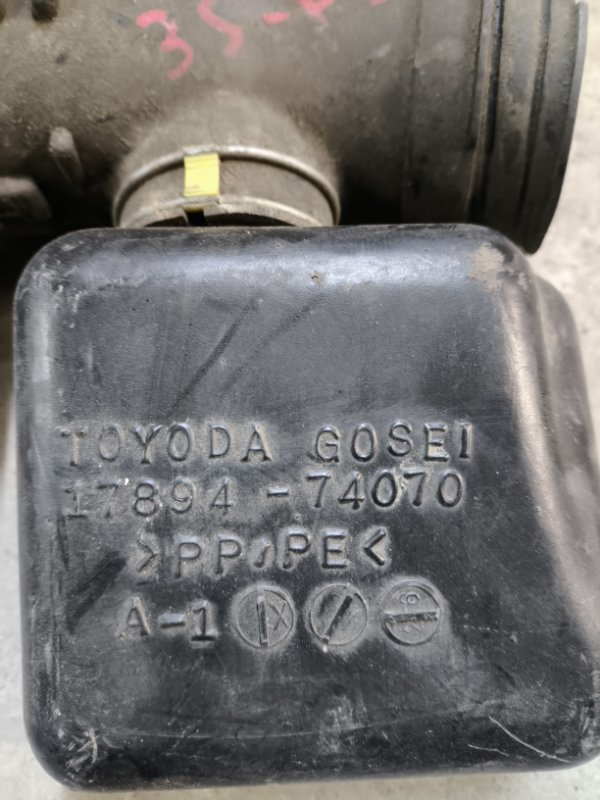 TOYODA GOSEI
17894-74070
>PP,PE<
A-1